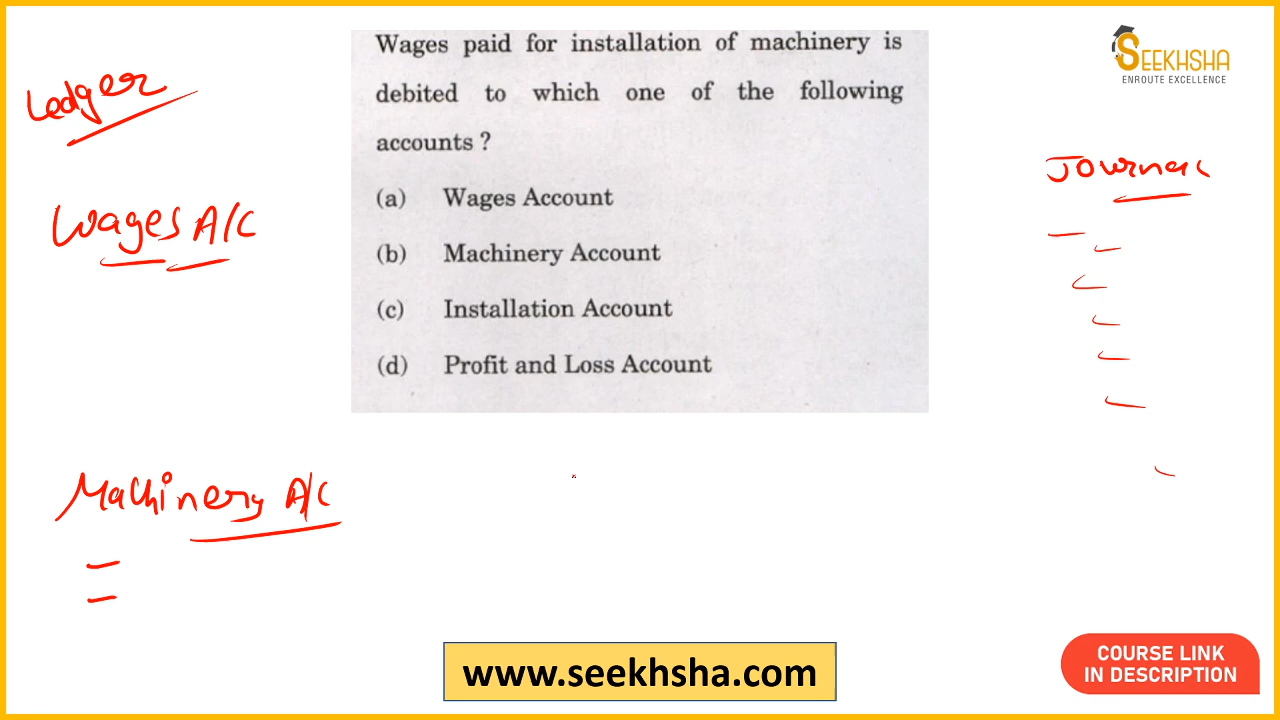 Ledger
Wages A/C
Machinery A/C
Wages paid for installation of machinery is
debited to which one of the following
accounts ?
(a) Wages Account
(b) Machinery Account
(c) Installation Account
(d) Profit and Loss Account
SEEKHSHA
ENROUTE EXCELLENCE
Journal
www.seekhsha.com
COURSE LINK
IN DESCRIPTION